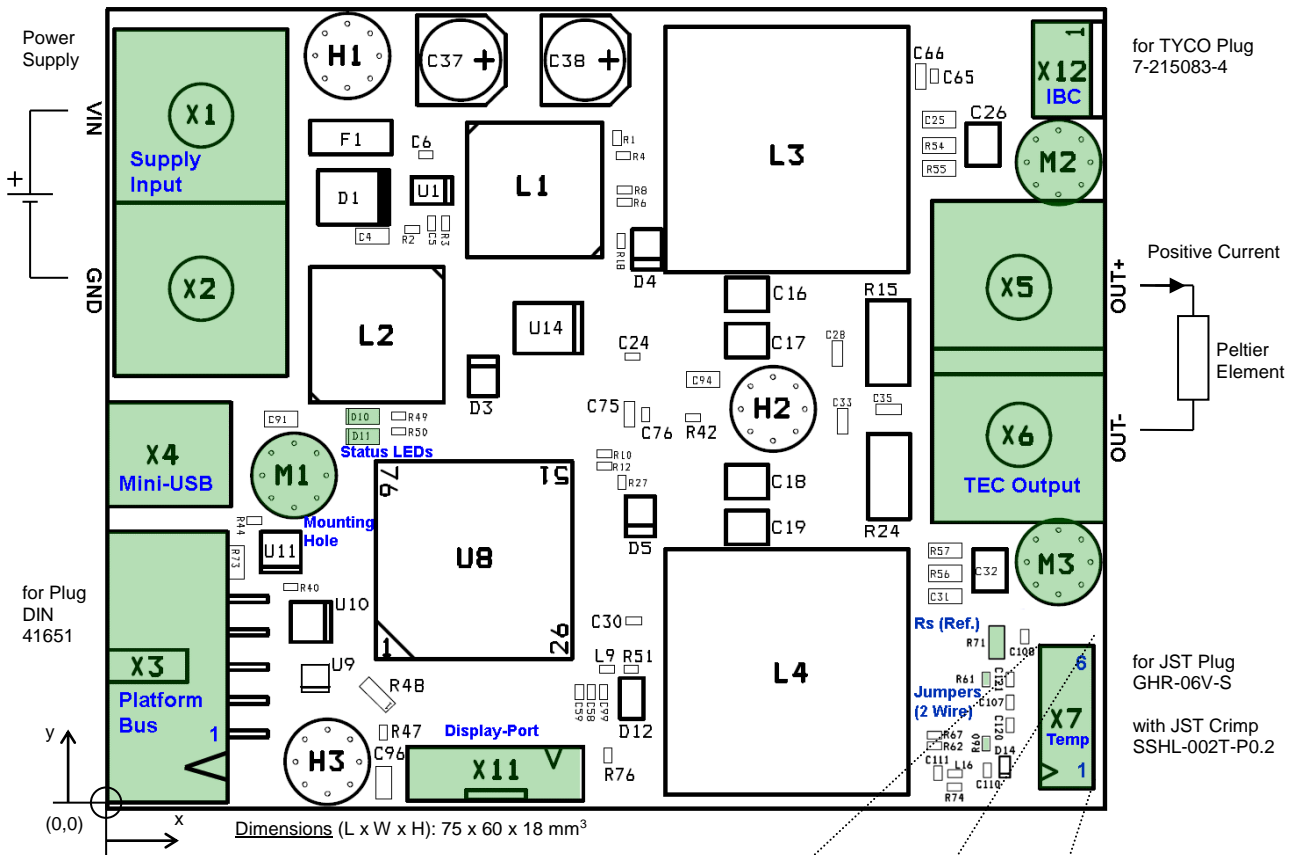 Power
Supply
VIN
+
GND
X1
Supply
Input
X2
H1
C37 +
C38 +
F1
C6
D1
U1
C4
R2
C5
R3
L1
R1
R4
R8
R6
R18
D4
L3
C66
C65
C25
R54
R55
C26
1
X12
IBC
M2
for TYCO Plug
7-215083-4
L2
U14
D3
C24
C16
C17
R15
C28
X5
OUT+
Positive Current
Peltier
Element
C75
C76
C94
R42
H2
C33
C35
X6
TEC Output
OUT-
X4
Mini-USB
C91
D10
D11
R49
R50
Status LEDs
M1
Mounting
Hole
R10
R12
R27
D5
C18
C19
R24
76
51
U8
1
26
R44
U11
R73
R40
U10
U9
R48
R47
C96
H3
for Plug
DIN
41651
X3
Platform
Bus
1
C30
L9
R51
C59
C58
C99
D12
R76
Display-Port
X11
L4
R57
R56
C31
C32
M3
Rs (Ref.)
R71
C108
R61
C121
C107
Jumpers
(2 Wire)
R67
R62
R60
C120
D14
C111
L16
R74
C110
6
X7
Temp
1
for JST Plug
GHR-06V-S
with JST Crimp
SSHL-002T-P0.2
y
(0,0)
x
Dimensions (L x W x H): 75 x 60 x 18 mm³